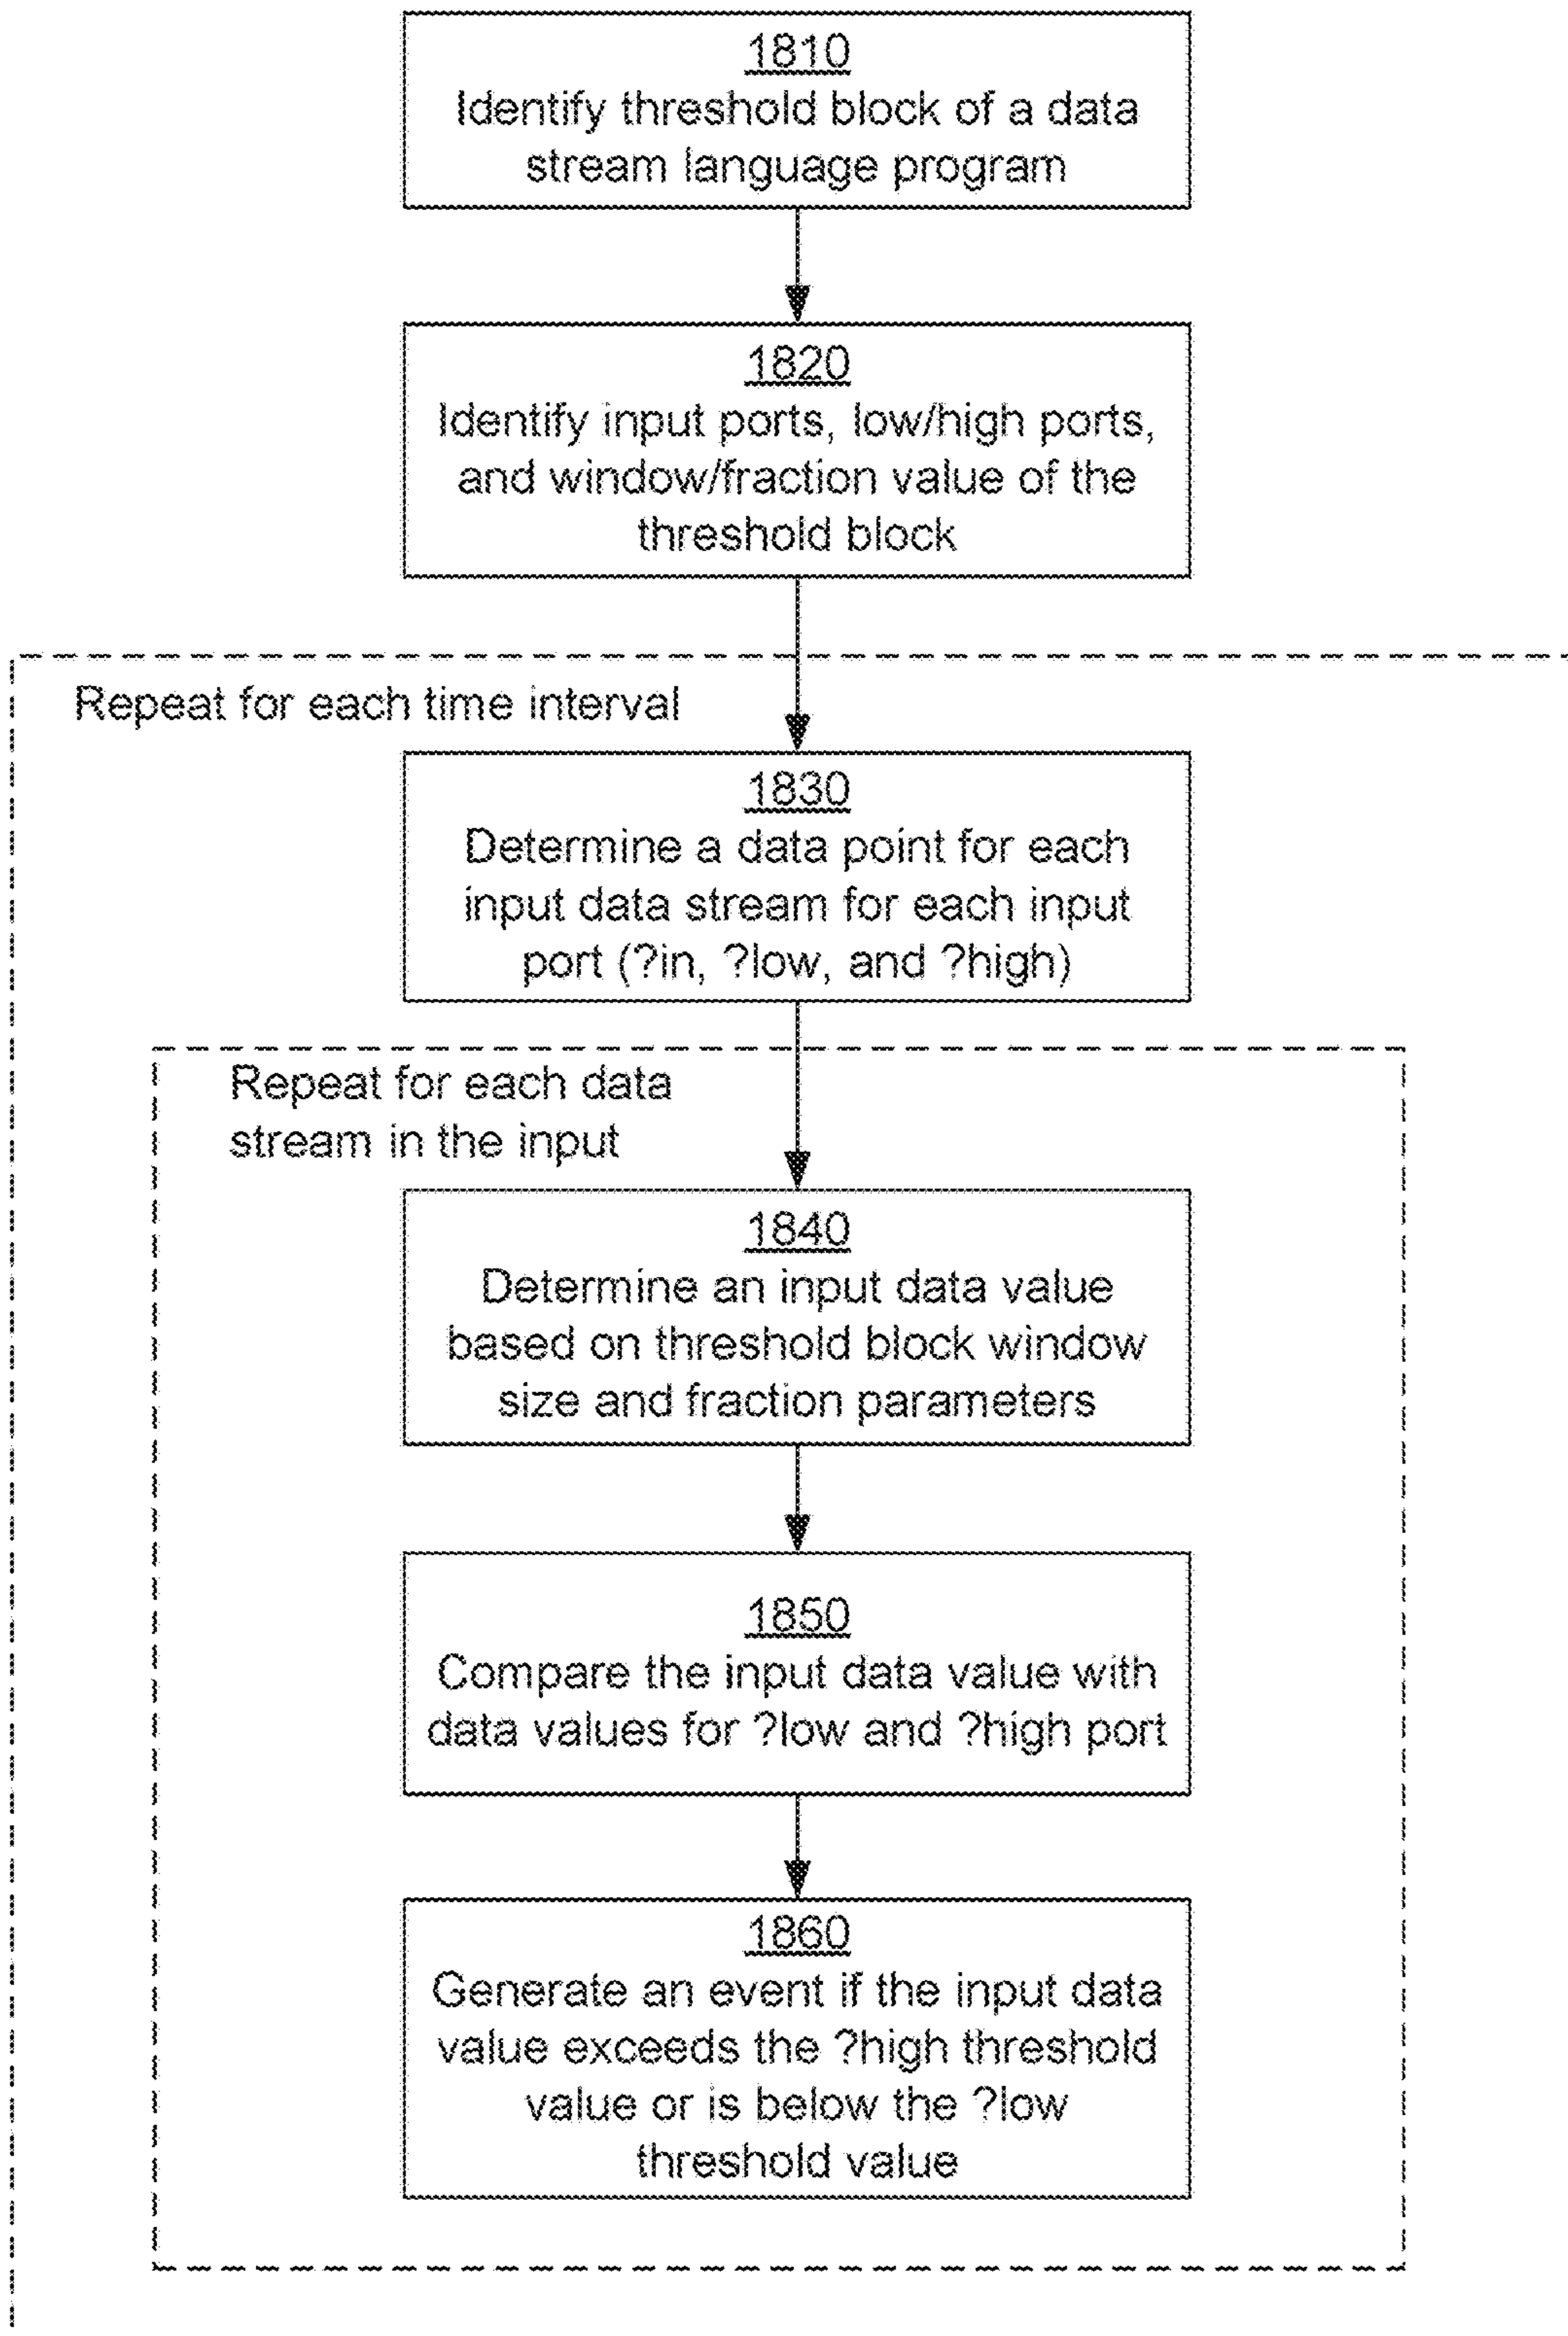 1810
Identify threshold block of a data
stream language program
1820
Identify input ports, low/high ports,
and window/fraction value of the
threshold block
Repeat for each time interval
1830
Determine a data point for each
input data stream for each input
port (?in, ?low, and ?high)
Repeat for each data
stream in the input
1840
Determine an input data value
based on threshold block window
size and fraction parameters
1850
Compare the input data value with
data values for ?low and ?high port
1860
Generate an event if the input data
value exceeds the ?high threshold
value or is below the ?low
threshold value